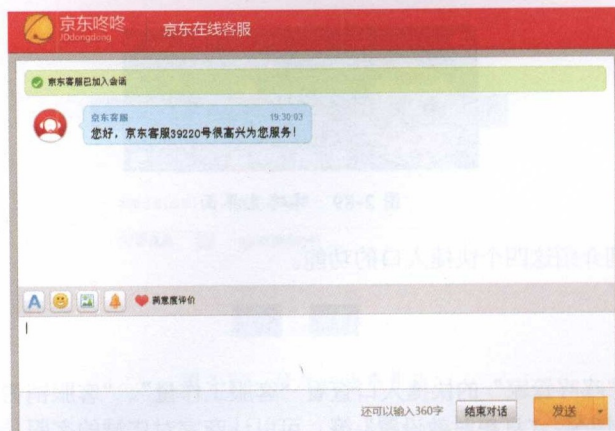 京东咚咚
JDdongdong
京东在线客服
京东客服已加入会话
京东客服 19:30:03
您好，京东客服39220号很高兴为您服务！
A
满意度评价
还可以输入360字 结束对话 发送